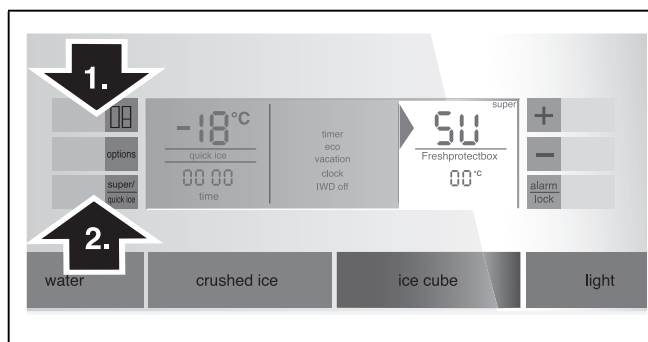 1.
options
super/
quick ice
2.
-18°C
quick ice
00 00
time
timer
eco
vacation
clock
IWD off
super
SU
Freshprotectbox
00°C
+
−
alarm
lock
water
crushed ice
ice cube
light